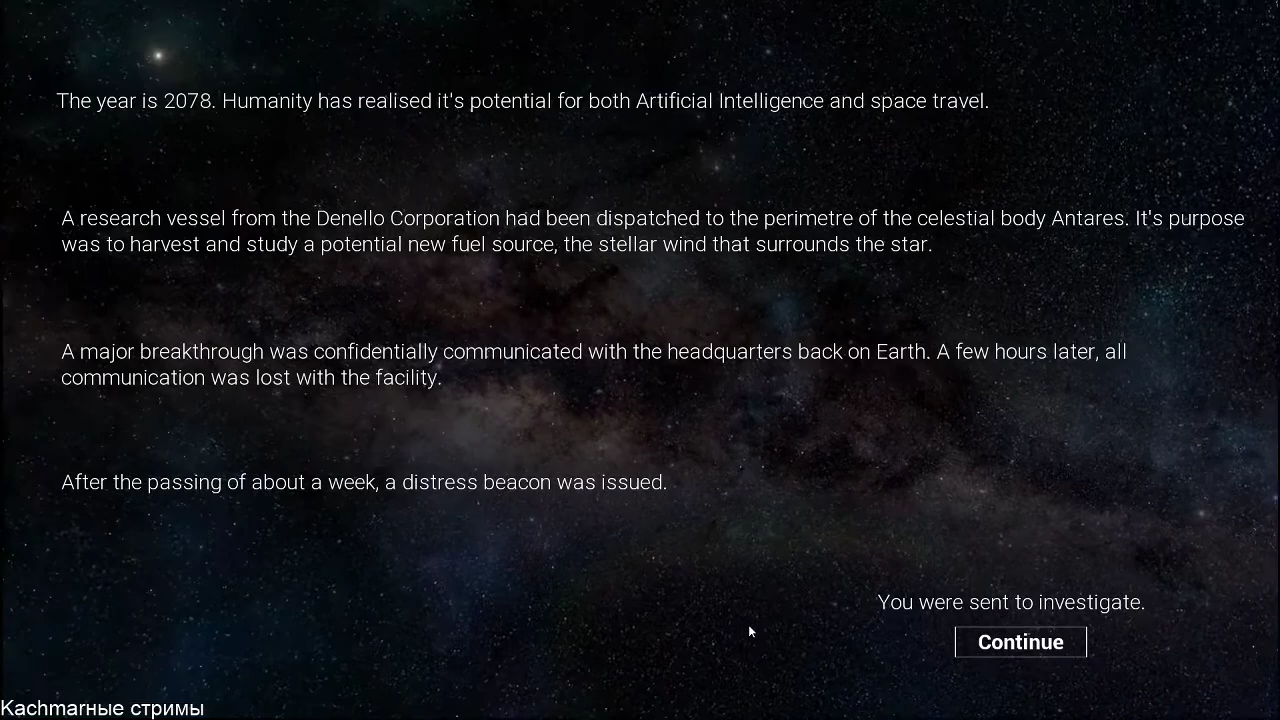 The year is 2078. Humanity has realised it's potential for both Artificial Intelligence and space travel.
A research vessel from the Denello Corporation had been dispatched to the perimetre of the celestial body Antares. It's purpose
was to harvest and study a potential new fuel source, the stellar wind that surrounds the star.
A major breakthrough was confidentially communicated with the headquarters back on Earth. A few hours later, all
communication was lost with the facility.
After the passing of about a week, a distress beacon was issued.
You were sent to investigate.
Continue
Kachmarные стримы